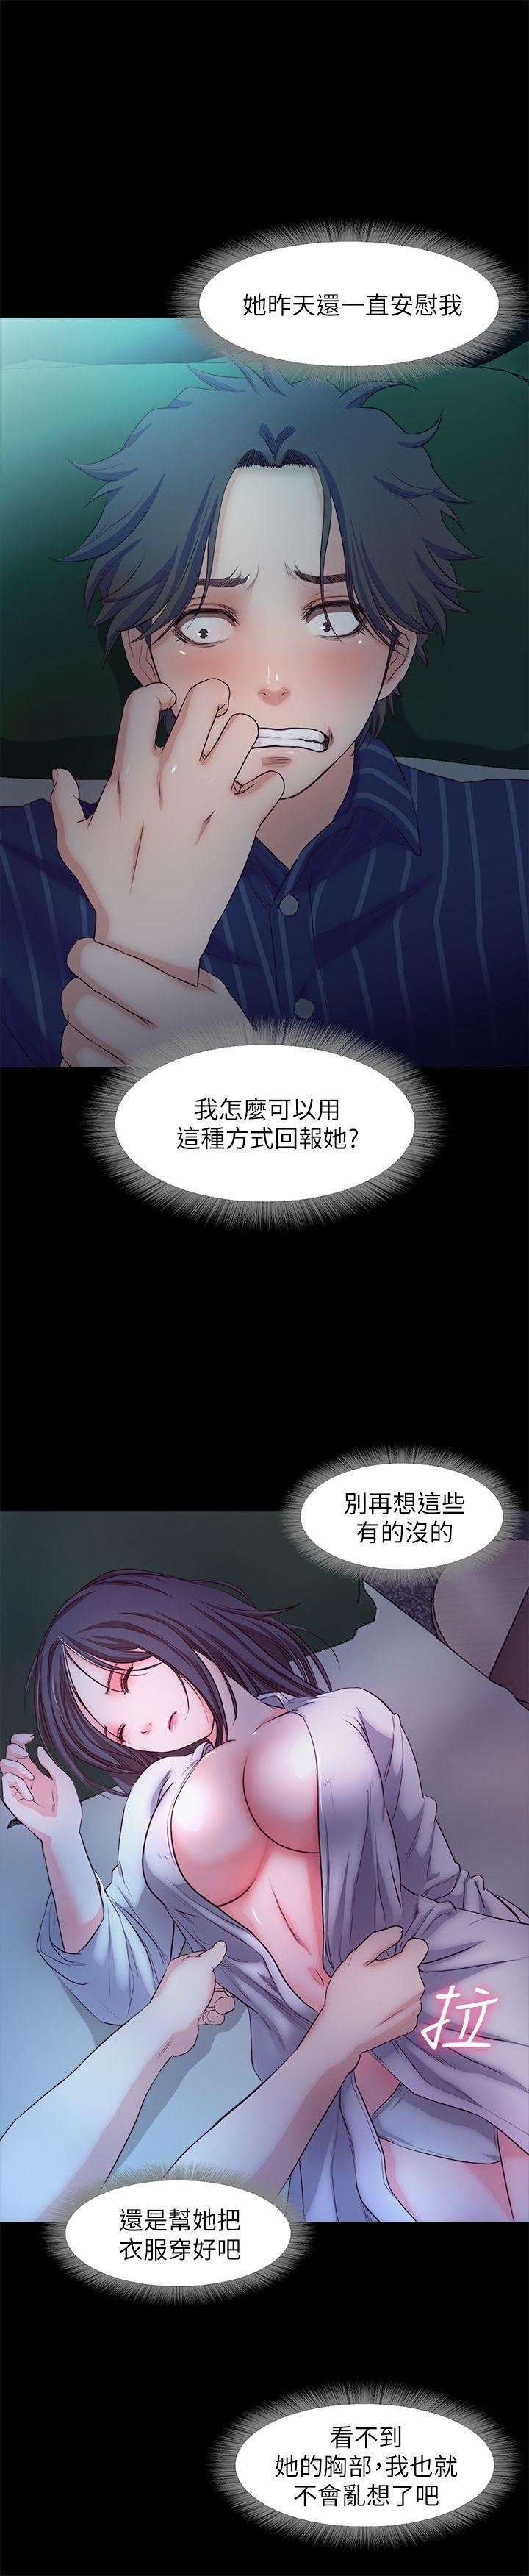 她昨天還一直安慰我
我怎麼可以用
這種方式回報她?
別再想這些
有的沒的
拉
還是幫她把
衣服穿好吧
看不到
她的胸部,我也就
不會亂想了吧